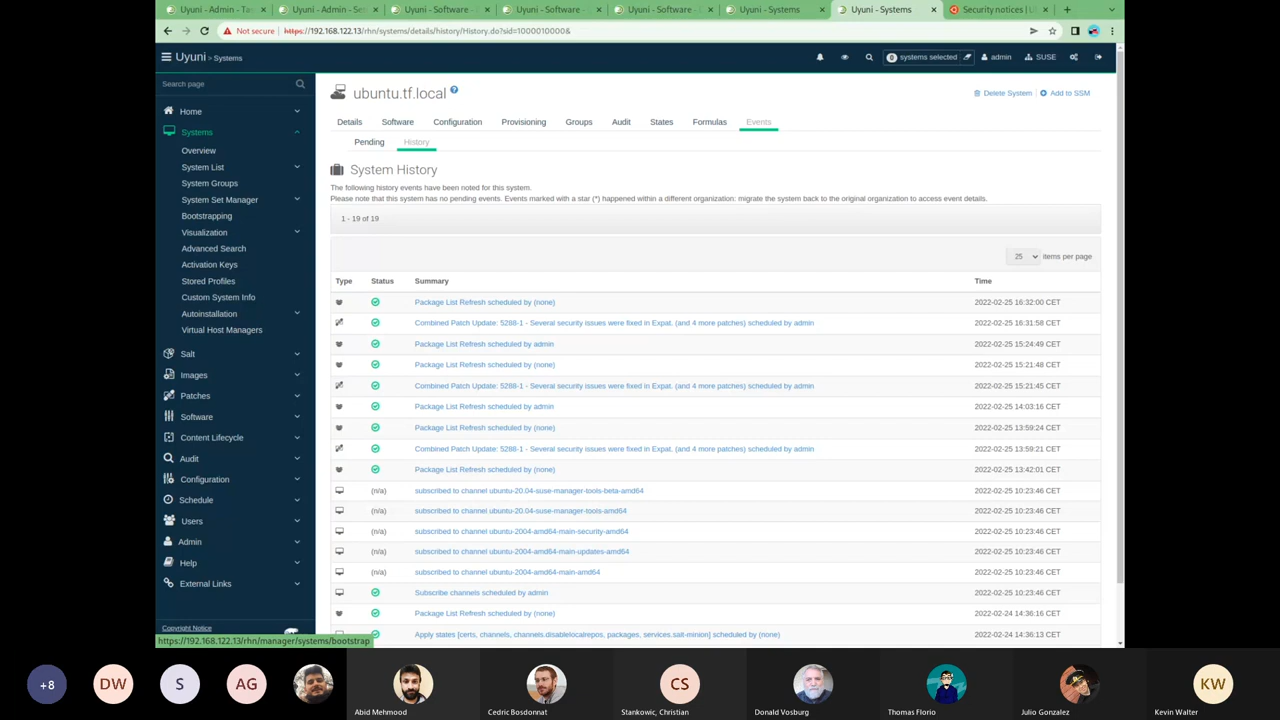 Uyuni - Admin - Ta
Uyuni - Admin - Se
Uyuni - Software -
Uyuni - Software -
Uyuni - Software -
Uyuni - Systems
Uyuni - Systems
Security notices | U
Not secure https://192.168.122.13/rhn/systems/details/history/History.do?sid=1000010000&
Uyuni > Systems
0 systems selected
admin
SUSE
Search page
Home
Systems
Overview
System List
System Groups
System Set Manager
Bootstrapping
Visualization
Advanced Search
Activation Keys
Stored Profiles
Custom System Info
Autoinstallation
Virtual Host Managers
Salt
Images
Patches
Software
Content Lifecycle
Audit
Configuration
Schedule
Users
Admin
Help
External Links
Copyright Notice
https://192.168.122.13/rhn/manager/systems/bootstrap
ubuntu.tf.local
Delete System | Add to SSM
Details Software Configuration Provisioning Groups Audit States Formulas Events
Pending History
System History
The following history events have been noted for this system.
Please note that this system has no pending events. Events marked with a star (*) happened within a different organization: migrate the system back to the original organization to access event details.
1 - 19 of 19
25 items per page
Type Status Summary Time
Package List Refresh scheduled by (none) 2022-02-25 16:32:00 CET
Combined Patch Update: 5288-1 - Several security issues were fixed in Expat. (and 4 more patches) scheduled by admin 2022-02-25 16:31:58 CET
Package List Refresh scheduled by admin 2022-02-25 15:24:49 CET
Package List Refresh scheduled by (none) 2022-02-25 15:21:48 CET
Combined Patch Update: 5288-1 - Several security issues were fixed in Expat. (and 4 more patches) scheduled by admin 2022-02-25 15:21:45 CET
Package List Refresh scheduled by admin 2022-02-25 14:03:16 CET
Package List Refresh scheduled by (none) 2022-02-25 13:59:24 CET
Combined Patch Update: 5288-1 - Several security issues were fixed in Expat. (and 4 more patches) scheduled by admin 2022-02-25 13:59:21 CET
Package List Refresh scheduled by (none) 2022-02-25 13:42:01 CET
(n/a) subscribed to channel ubuntu-20.04-suse-manager-tools-beta-amd64 2022-02-25 10:23:46 CET
(n/a) subscribed to channel ubuntu-20.04-suse-manager-tools-amd64 2022-02-25 10:23:46 CET
(n/a) subscribed to channel ubuntu-2004-amd64-main-security-amd64 2022-02-25 10:23:46 CET
(n/a) subscribed to channel ubuntu-2004-amd64-main-updates-amd64 2022-02-25 10:23:46 CET
(n/a) subscribed to channel ubuntu-2004-amd64-main-amd64 2022-02-25 10:23:46 CET
Subscribe channels scheduled by admin 2022-02-25 10:23:46 CET
Package List Refresh scheduled by (none) 2022-02-24 14:36:16 CET
Apply states [certs, channels, channels.disablelocalrepos, packages, services.salt-minion] scheduled by (none) 2022-02-24 14:36:13 CET
+8 DW S AG CS KW
Abid Mehmood Cedric Bosdonnat Stankovic, Christian Donald Vosburg Thomas Florio Julio Gonzalez Kevin Walter